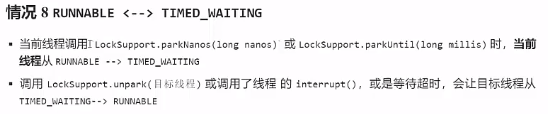 情况 8 RUNNABLE <--> TIMED_WAITING
当前线程调用 LockSupport.parkNanos(long nanos) 或 LockSupport.parkUntil(long millis) 时，当前
线程从 RUNNABLE --> TIMED_WAITING
调用 LockSupport.unpark(目标线程) 或调用了线程 的 interrupt() ，或是等待超时，会让目标线程从
TIMED_WAITING--> RUNNABLE